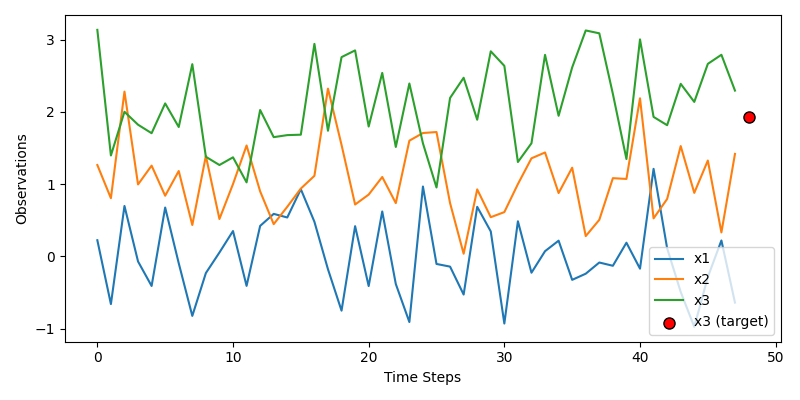 3
2
1
0
−1
0
10
20
30
40
50
Observations
Time Steps
x1
x2
x3
x3 (target)